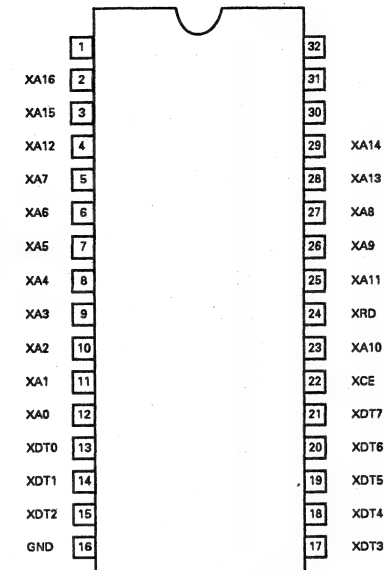 1 32
XA16 2 31
XA15 3 30
XA12 4 29 XA14
XA7 5 28 XA13
XA6 6 27 XA8
XA5 7 26 XA9
XA4 8 25 XA11
XA3 9 24 XRD
XA2 10 23 XA10
XA1 11 22 XCE
XA0 12 21 XDT7
XDT0 13 20 XDT6
XDT1 14 19 XDT5
XDT2 15 18 XDT4
GND 16 17 XDT3